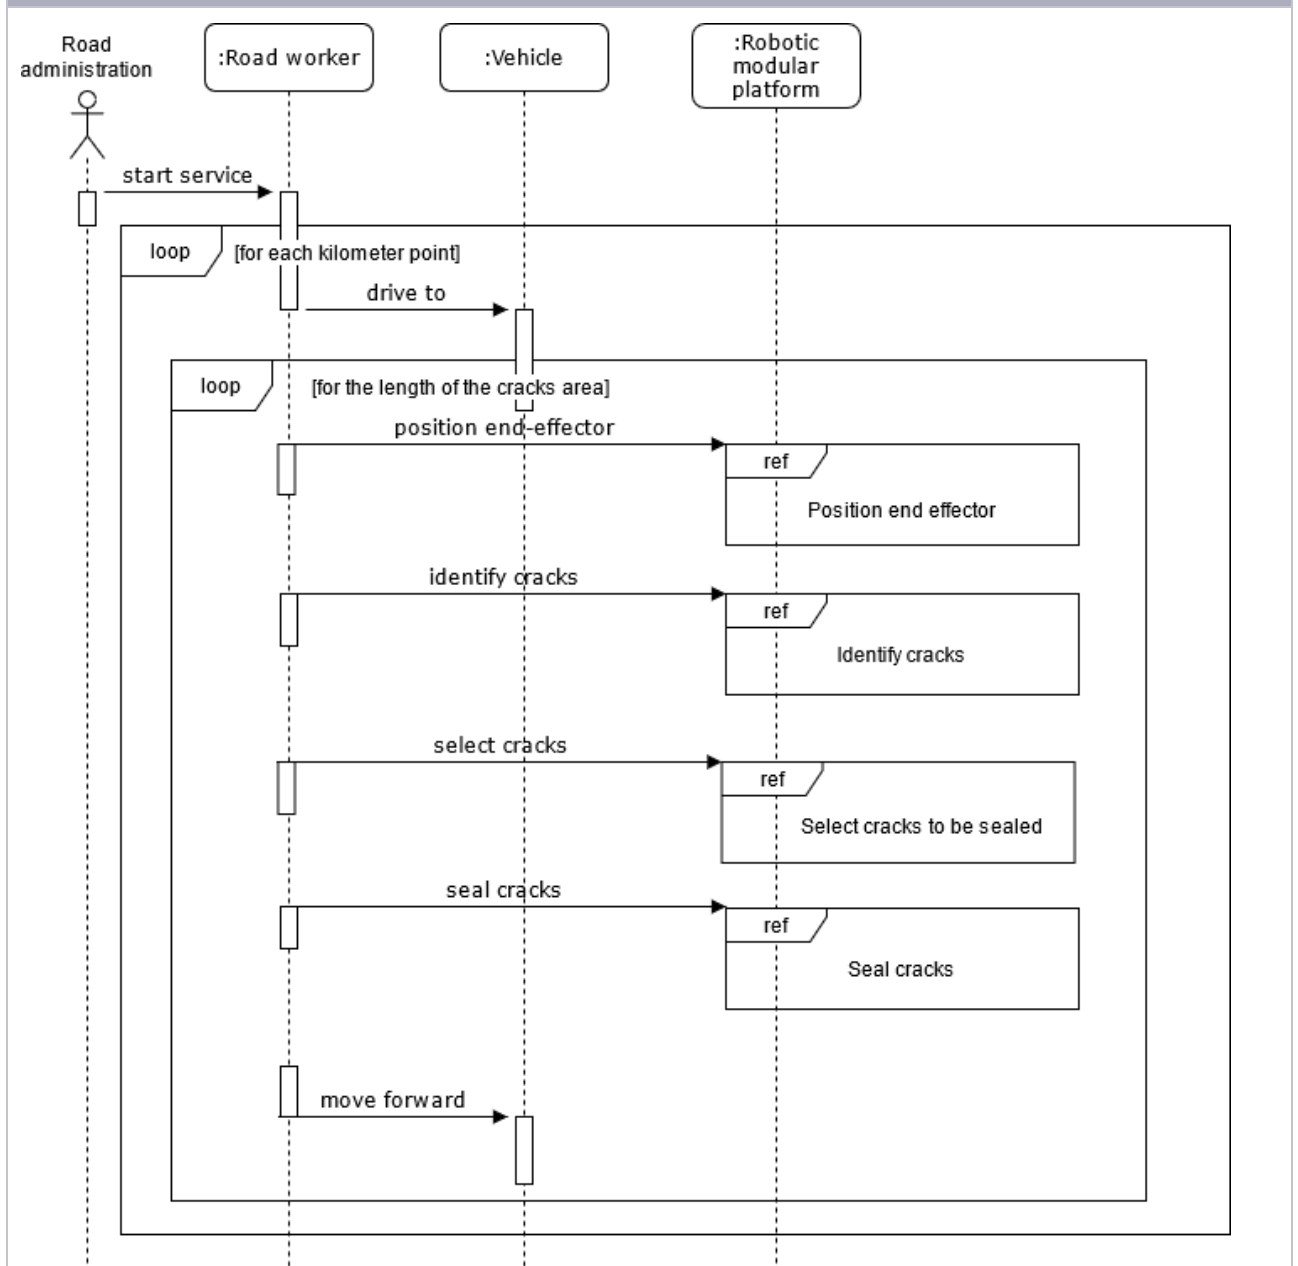 Road
administration
:Road worker
:Vehicle
:Robotic
modular
platform
start service
loop
[for each kilometer point]
drive to
loop
[for the length of the cracks area]
position end-effector
ref
Position end effector
identify cracks
ref
Identify cracks
select cracks
ref
Select cracks to be sealed
seal cracks
ref
Seal cracks
move forward